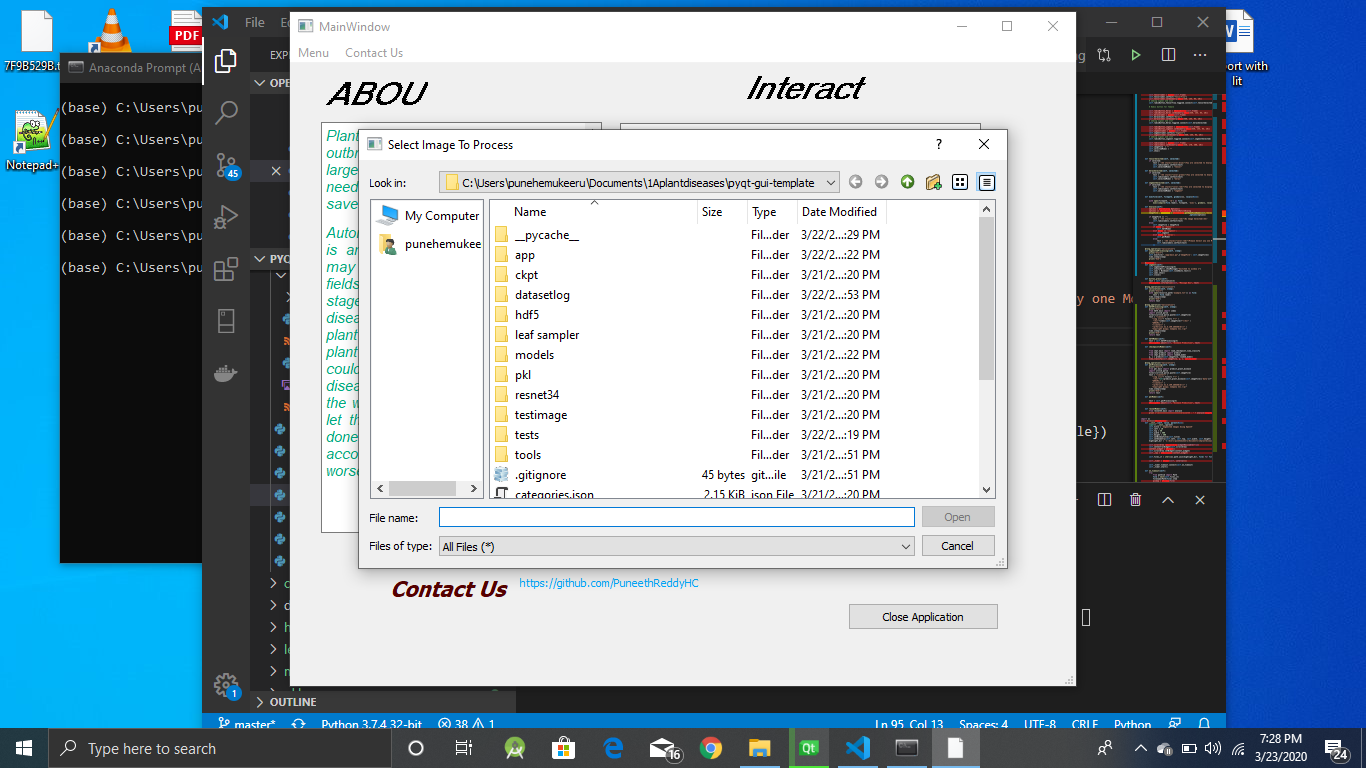 7F9B529B.t
PDF
Notepad+
ort with
lit
Anaconda Prompt (A
(base) C:\Users\pu
(base) C:\Users\pu
(base) C:\Users\pu
(base) C:\Users\pu
(base) C:\Users\pu
(base) C:\Users\pu
File
MainWindow
Menu
Contact Us
ABOU
Interact
Plant
outbr
large
need
save
Auto
is an
may
fields
stage
disea
plant
plant
could
disea
the w
let th
done
acco
worse
Select Image To Process
?
Look in:
C:\Users\punehemukeeru\Documents\1Aplantdiseases\pyqt-gui-template
My Computer
punehemukee
Name Size Type Date Modified
__pycache__ Fil...der 3/22/2...:29 PM
app Fil...der 3/22/2...:22 PM
ckpt Fil...der 3/21/2...:20 PM
datasetlog Fil...der 3/22/2...:53 PM
hdf5 Fil...der 3/21/2...:20 PM
leaf sampler Fil...der 3/21/2...:20 PM
models Fil...der 3/21/2...:22 PM
pkl Fil...der 3/21/2...:20 PM
resnet34 Fil...der 3/21/2...:20 PM
testimage Fil...der 3/21/2...:20 PM
tests Fil...der 3/22/2...:19 PM
tools Fil...der 3/21/2...:51 PM
.gitignore 45 bytes git...ile 3/21/2...:51 PM
categories.json 2.15 KiB json File 3/21/2...:20 PM
File name:
Open
Files of type:
All Files (*)
Cancel
Contact Us
https://github.com/PuneethReddyHC
Close Application
EXP
OPE
PYQ
45
1
y one Mo
le})
OUTLINE
master*
Python 3.7.4 32-bit
38
1
Ln 95, Col 13
Spaces: 4
UTF-8
CRLF
Python
Type here to search
16
Qt
7:28 PM
3/23/2020
24